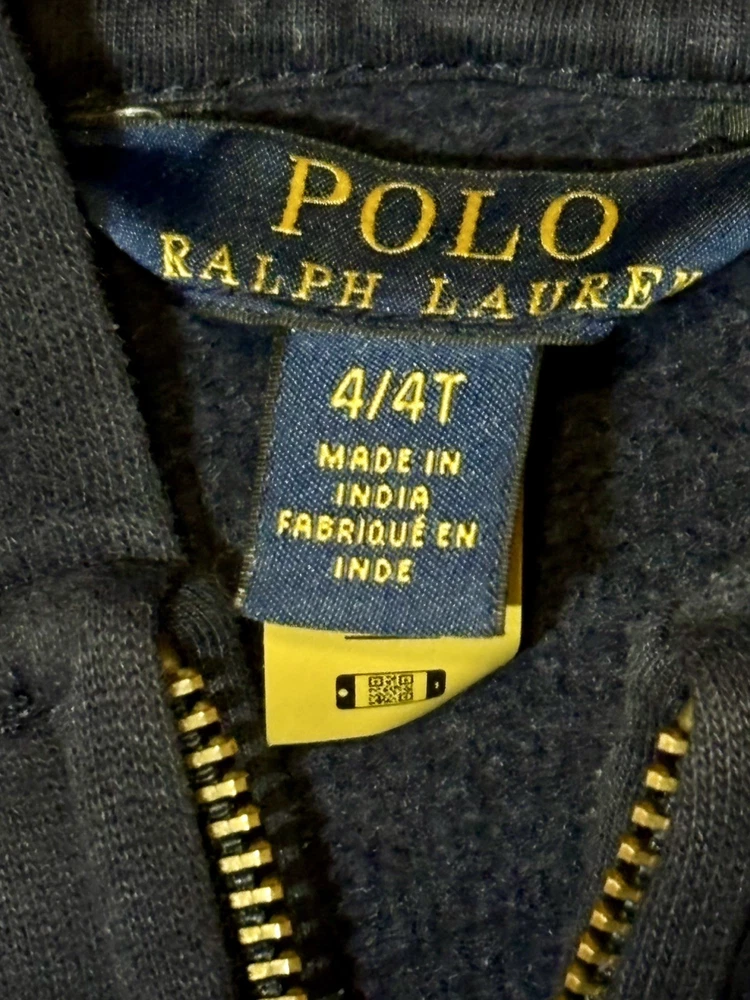 POLO
RALPH LAUREN
4/4T
MADE IN
INDIA
FABRIQUÉ EN
INDE